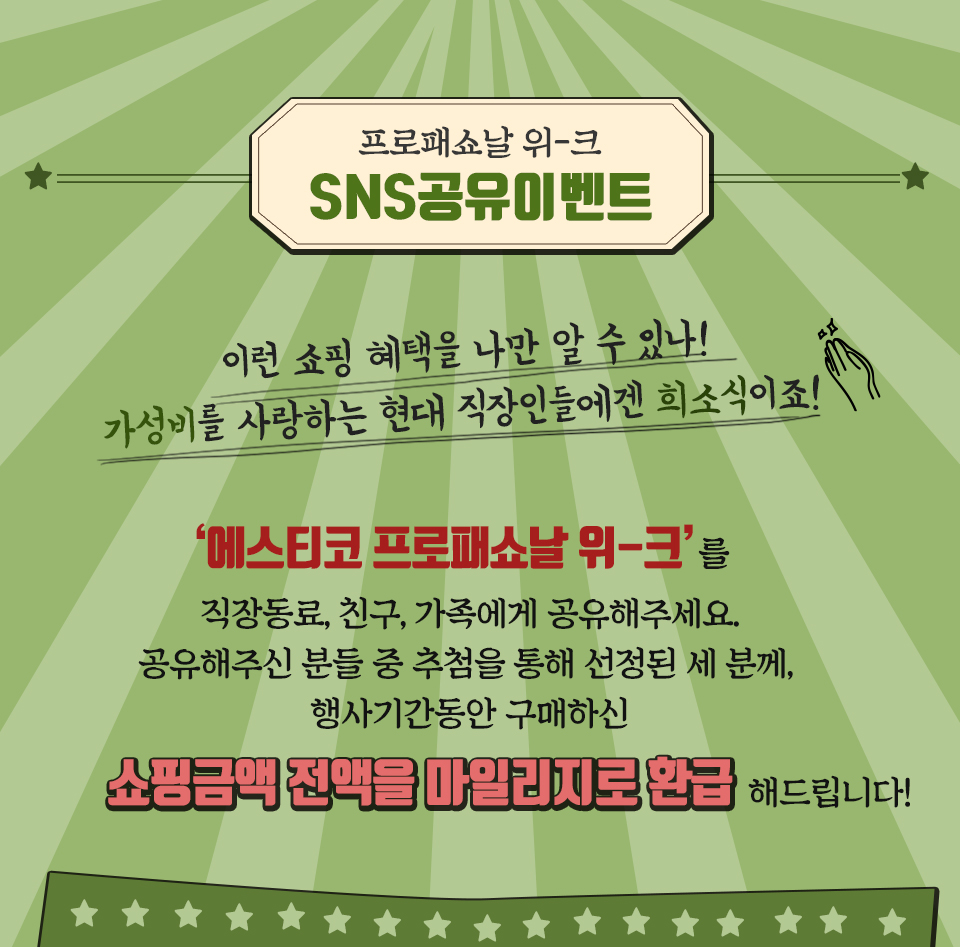 프로패쇼날 위-크
SNS공유이벤트
이런 쇼핑 혜택을 나만 알 수 있나!
가성비를 사랑하는 현대 직장인들에겐 희소식이죠!
‘에스티코 프로패쇼날 위-크’를
직장동료, 친구, 가족에게 공유해주세요.
공유해주신 분들 중 추첨을 통해 선정된 세 분께,
행사기간동안 구매하신
쇼핑금액 전액을 마일리지로 환급 해드립니다!